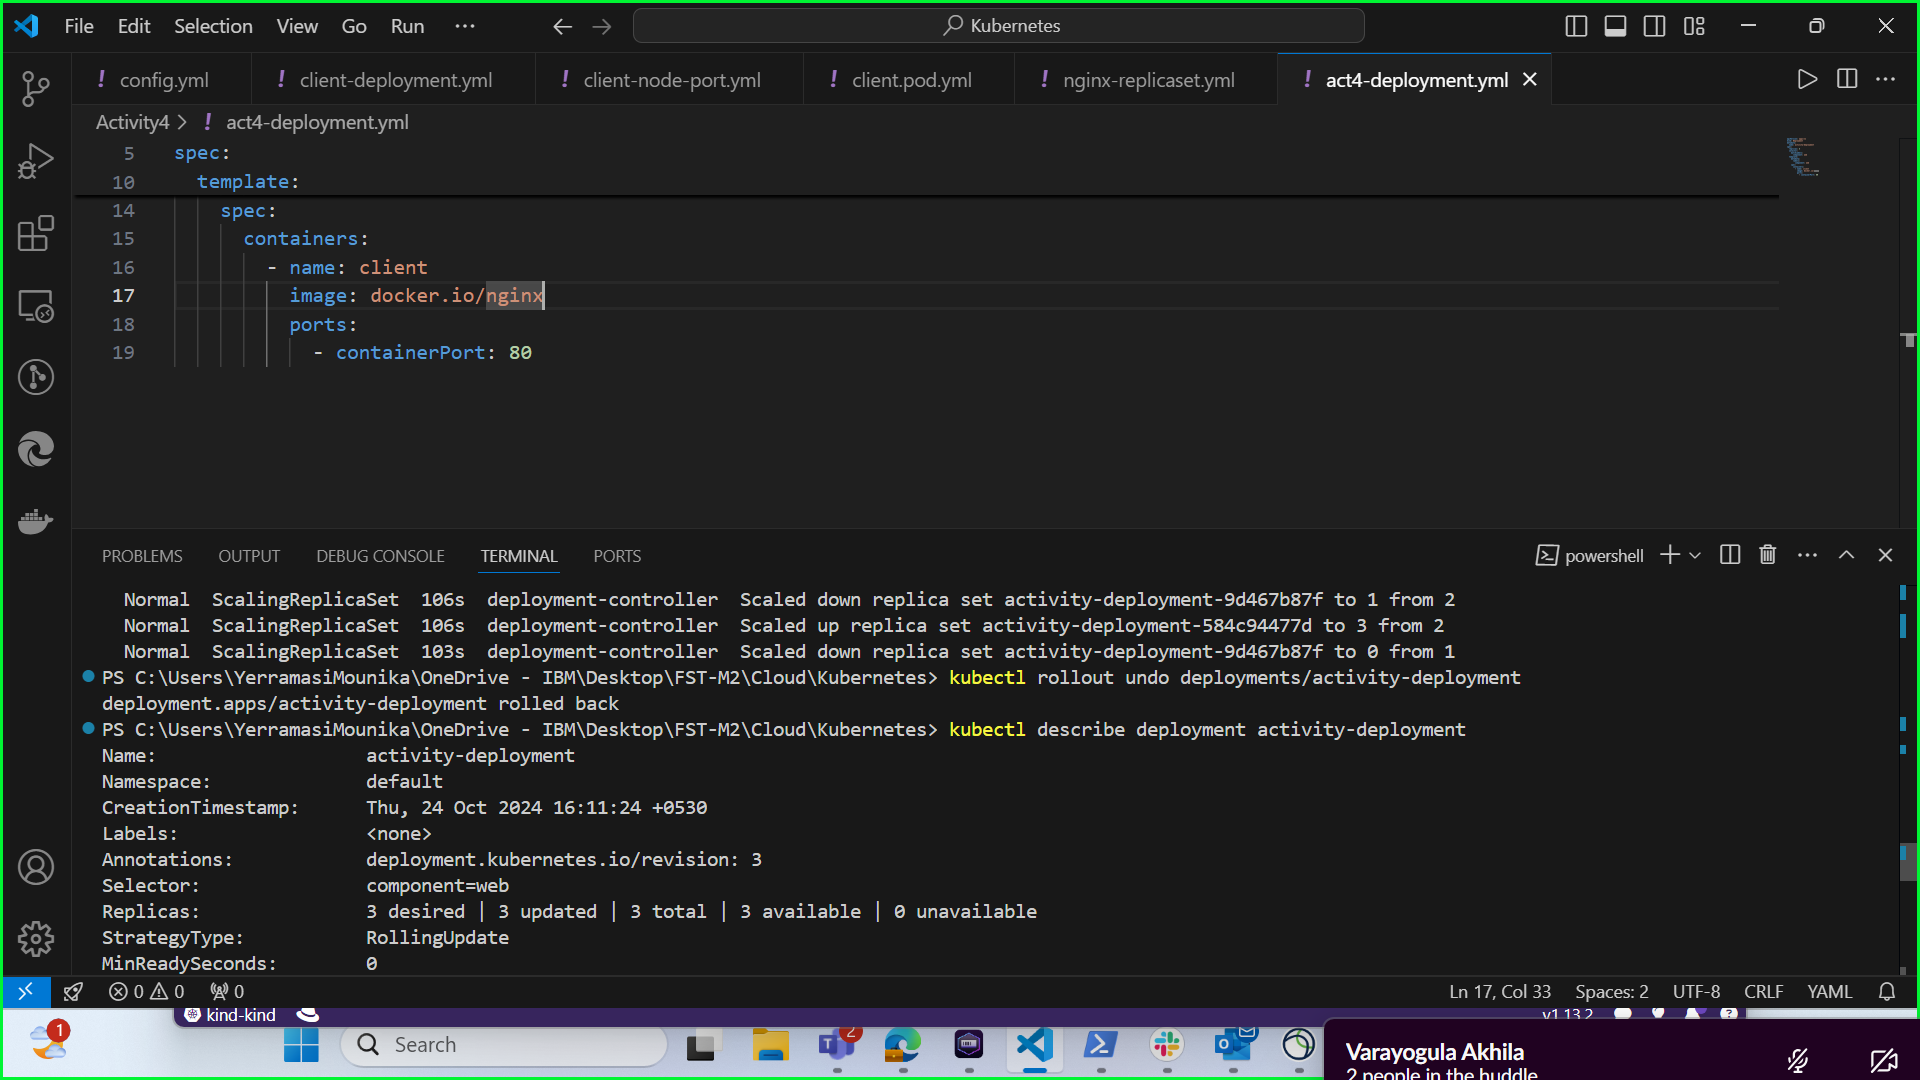 File Edit Selection View Go Run ···
Kubernetes
! config.yml ! client-deployment.yml ! client-node-port.yml ! client.pod.yml ! nginx-replicaset.yml ! act4-deployment.yml
Activity4 > ! act4-deployment.yml
5 spec:
10 template:
14 spec:
15 containers:
16 - name: client
17 image: docker.io/nginx
18 ports:
19 - containerPort: 80
PROBLEMS OUTPUT DEBUG CONSOLE TERMINAL PORTS
powershell
Normal ScalingReplicaSet 106s deployment-controller Scaled down replica set activity-deployment-9d467b87f to 1 from 2
Normal ScalingReplicaSet 106s deployment-controller Scaled up replica set activity-deployment-584c94477d to 3 from 2
Normal ScalingReplicaSet 103s deployment-controller Scaled down replica set activity-deployment-9d467b87f to 0 from 1
PS C:\Users\YerramasiMounika\OneDrive - IBM\Desktop\FST-M2\Cloud\Kubernetes> kubectl rollout undo deployments/activity-deployment
deployment.apps/activity-deployment rolled back
PS C:\Users\YerramasiMounika\OneDrive - IBM\Desktop\FST-M2\Cloud\Kubernetes> kubectl describe deployment activity-deployment
Name: activity-deployment
Namespace: default
CreationTimestamp: Thu, 24 Oct 2024 16:11:24 +0530
Labels: <none>
Annotations: deployment.kubernetes.io/revision: 3
Selector: component=web
Replicas: 3 desired | 3 updated | 3 total | 3 available | 0 unavailable
StrategyType: RollingUpdate
MinReadySeconds: 0
0 0 0
Ln 17, Col 33 Spaces: 2 UTF-8 CRLF YAML
kind-kind
v1.13.2
1
Search
2
Varayogula Akhila
2 people in the huddle